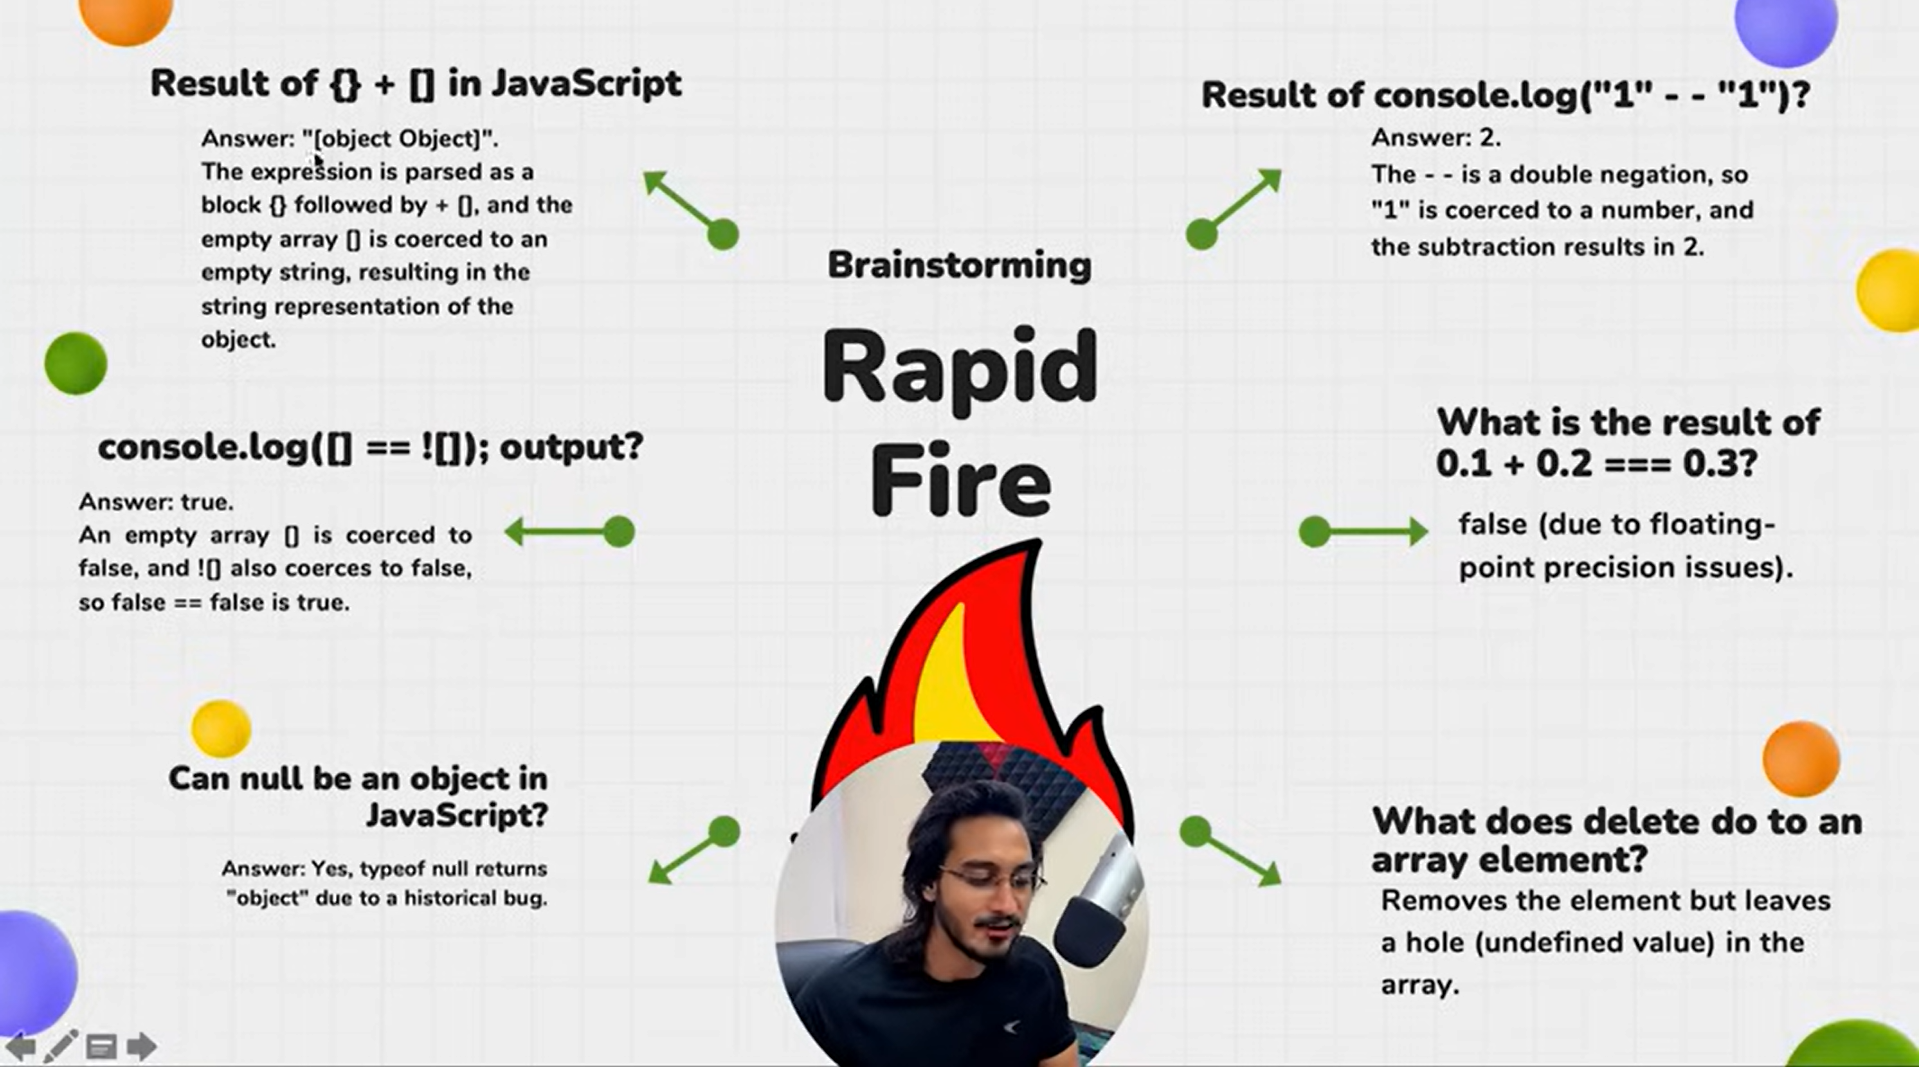 Result of {} + [] in JavaScript
Answer: "[object Object]".
The expression is parsed as a
block {} followed by + [], and the
empty array [] is coerced to an
empty string, resulting in the
string representation of the
object.
Result of console.log("1" - - "1")?
Answer: 2.
The - - is a double negation, so
"1" is coerced to a number, and
the subtraction results in 2.
Brainstorming
Rapid
Fire
console.log([] == ![]); output?
Answer: true.
An empty array [] is coerced to
false, and ![] also coerces to false,
so false == false is true.
What is the result of
0.1 + 0.2 === 0.3?
false (due to floating-
point precision issues).
Can null be an object in
JavaScript?
Answer: Yes, typeof null returns
"object" due to a historical bug.
What does delete do to an
array element?
Removes the element but leaves
a hole (undefined value) in the
array.